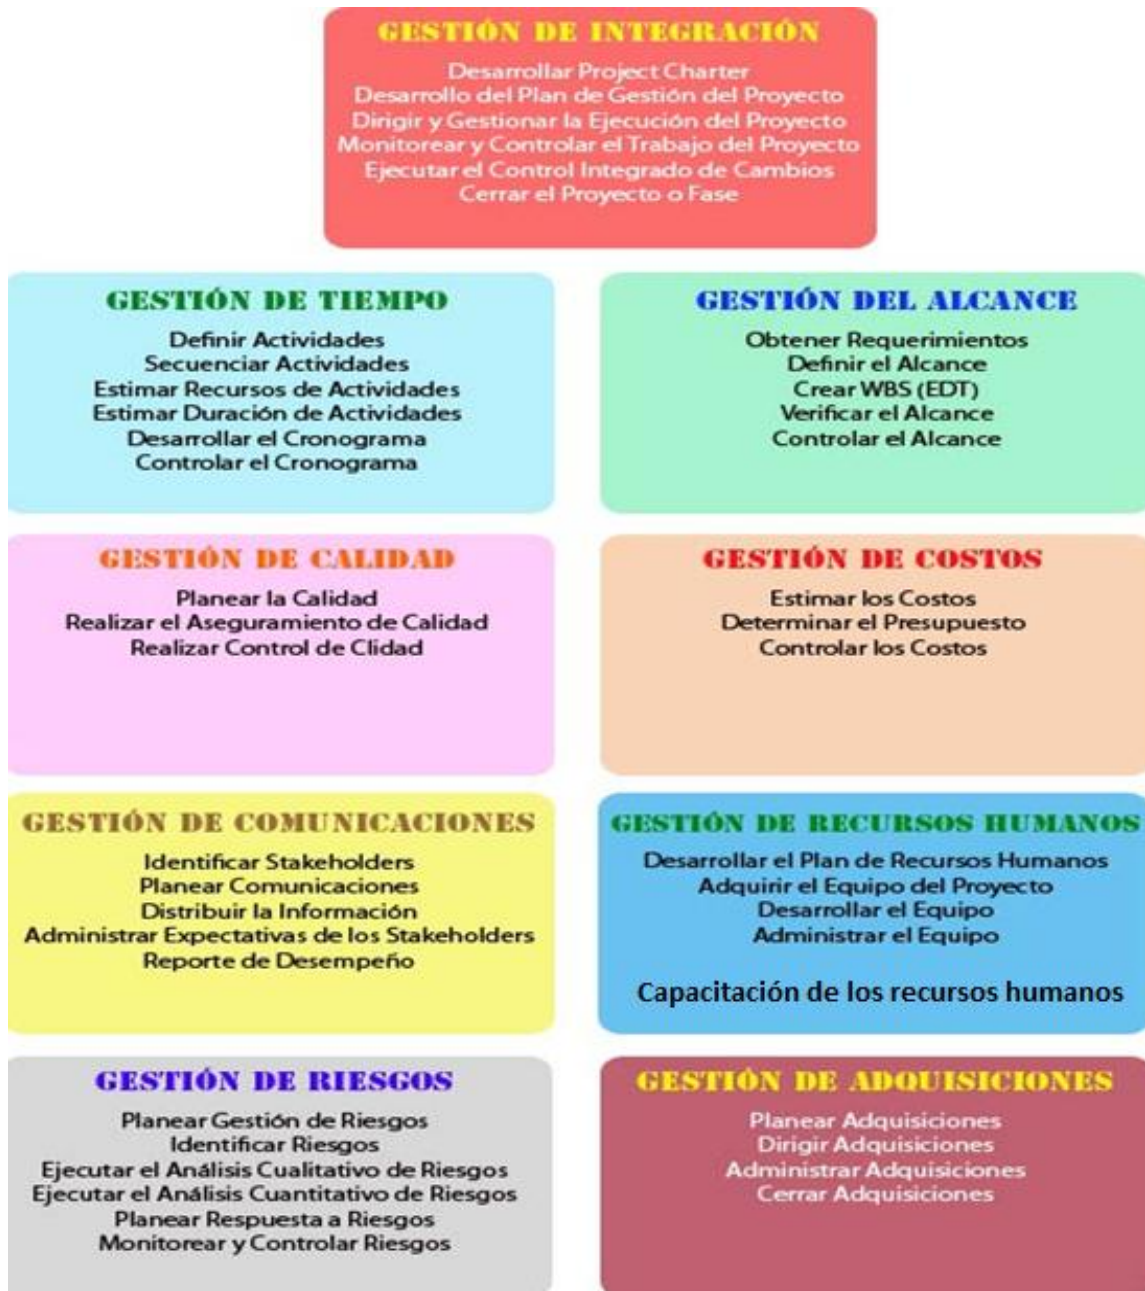 GESTIÓN DE INTEGRACIÓN
Desarrollar Project Charter
Desarrollo del Plan de Gestión del Proyecto
Dirigir y Gestionar la Ejecución del Proyecto
Monitorear y Controlar el Trabajo del Proyecto
Ejecutar el Control Integrado de Cambios
Cerrar el Proyecto o Fase
GESTIÓN DE TIEMPO
Definir Actividades
Secuenciar Actividades
Estimar Recursos de Actividades
Estimar Duración de Actividades
Desarrollar el Cronograma
Controlar el Cronograma
GESTIÓN DEL ALCANCE
Obtener Requerimientos
Definir el Alcance
Crear WBS (EDT)
Verificar el Alcance
Controlar el Alcance
GESTIÓN DE CALIDAD
Planear la Calidad
Realizar el Aseguramiento de Calidad
Realizar Control de Clidad
GESTIÓN DE COSTOS
Estimar los Costos
Determinar el Presupuesto
Controlar los Costos
GESTIÓN DE COMUNICACIONES
Identificar Stakeholders
Planear Comunicaciones
Distribuir la Información
Administrar Expectativas de los Stakeholders
Reporte de Desempeño
GESTIÓN DE RECURSOS HUMANOS
Desarrollar el Plan de Recursos Humanos
Adquirir el Equipo del Proyecto
Desarrollar el Equipo
Administrar el Equipo
Capacitación de los recursos humanos
GESTIÓN DE RIESGOS
Planear Gestión de Riesgos
Identificar Riesgos
Ejecutar el Análisis Cualitativo de Riesgos
Ejecutar el Análisis Cuantitativo de Riesgos
Planear Respuesta a Riesgos
Monitorear y Controlar Riesgos
GESTIÓN DE ADQUISICIONES
Planear Adquisiciones
Dirigir Adquisiciones
Administrar Adquisiciones
Cerrar Adquisiciones